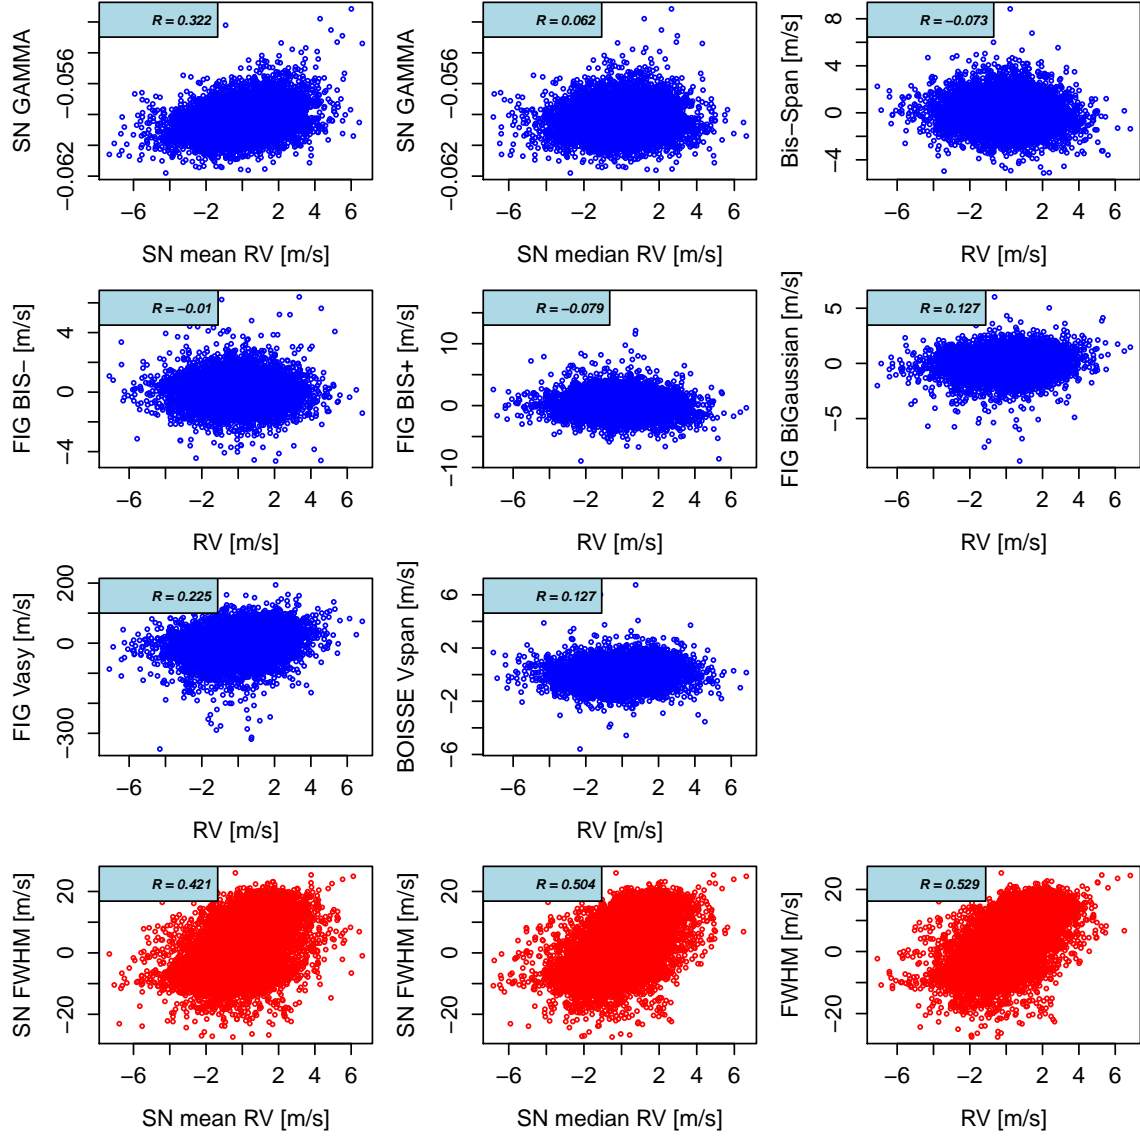 R = 0.322
SN GAMMA
−0.056
−0.062
−6 −2 2 4 6
SN mean RV [m/s]
R = 0.062
SN GAMMA
−0.056
−0.062
−6 −2 2 4 6
SN median RV [m/s]
R = −0.073
Bis−Span [m/s]
8
4
0
−4
−6 −2 2 4 6
RV [m/s]
R = −0.01
FIG BIS− [m/s]
4
0
−4
−6 −2 2 4 6
RV [m/s]
R = −0.079
FIG BIS+ [m/s]
10
0
−10
−6 −2 2 4 6
RV [m/s]
R = 0.127
FIG BiGaussian [m/s]
5
0
−5
−6 −2 2 4 6
RV [m/s]
R = 0.225
FIG Vasy [m/s]
200
0
−300
−6 −2 2 4 6
RV [m/s]
R = 0.127
BOISSE Vspan [m/s]
6
2
−2
−6
−6 −2 2 4 6
RV [m/s]
R = 0.421
SN FWHM [m/s]
20
0
−20
−6 −2 2 4 6
SN mean RV [m/s]
R = 0.504
SN FWHM [m/s]
20
0
−20
−6 −2 2 4 6
SN median RV [m/s]
R = 0.529
FWHM [m/s]
20
0
−20
−6 −2 2 4 6
RV [m/s]